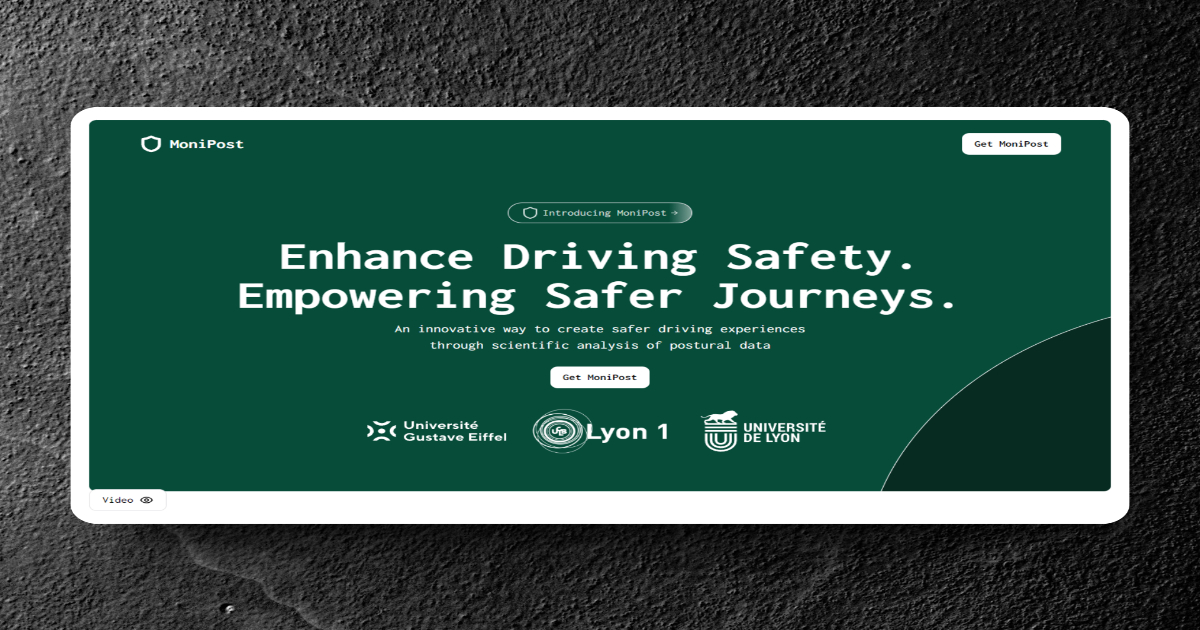 MoniPost
Get MoniPost
Introducing MoniPost →
Enhance Driving Safety.
Empowering Safer Journeys.
An innovative way to create safer driving experiences
through scientific analysis of postural data
Get MoniPost
Université
Gustave Eiffel
Lyon 1
UNIVERSITÉ
DE LYON
Video